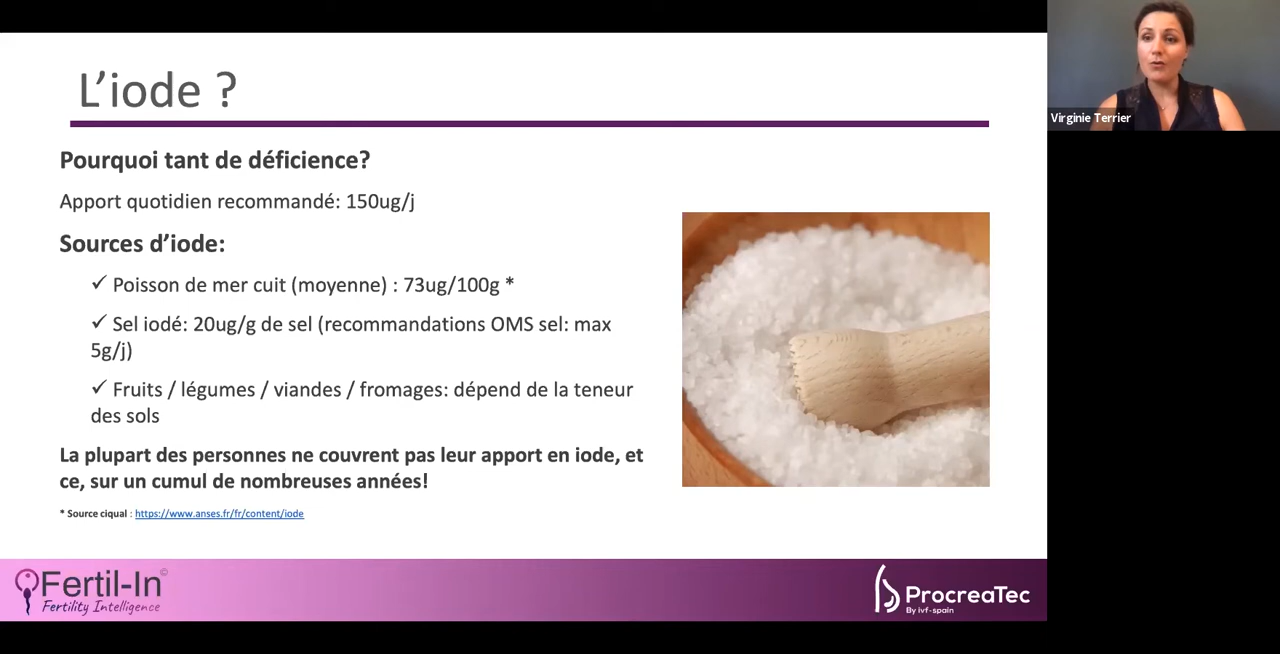 L’iode ?
Pourquoi tant de déficience?
Apport quotidien recommandé: 150ug/j
Sources d’iode:
✓ Poisson de mer cuit (moyenne) : 73ug/100g *
✓ Sel iodé: 20ug/g de sel (recommandations OMS sel: max
5g/j)
✓ Fruits / légumes / viandes / fromages: dépend de la teneur
des sols
La plupart des personnes ne couvrent pas leur apport en iode, et
ce, sur un cumul de nombreuses années!
* Source ciqual : https://www.anses.fr/fr/content/iode
Fertil-In©
Fertility Intelligence
ProcreaTec
By ivf-spain
Virginie Terrier